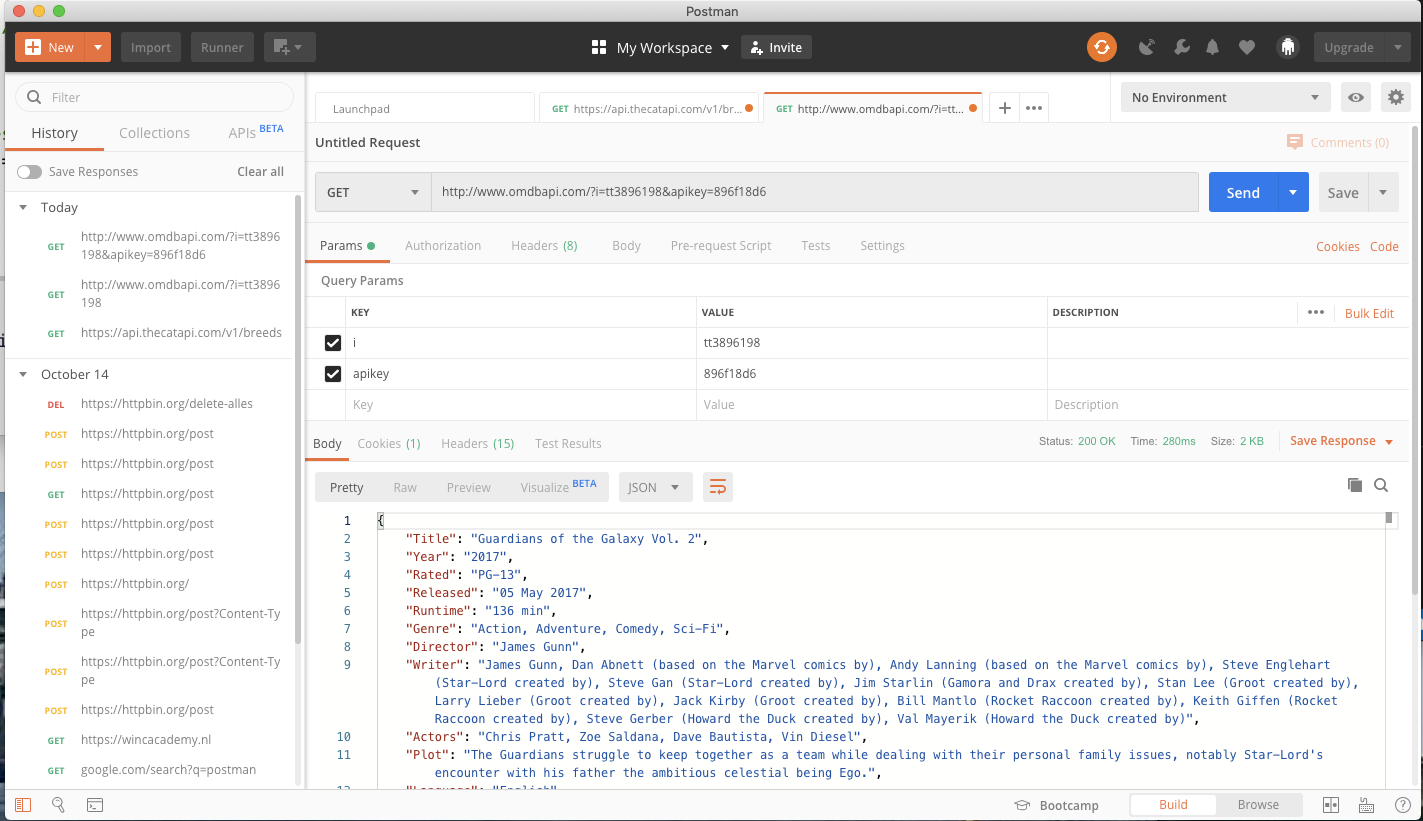 Postman
New
Import
Runner
My Workspace
Invite
Upgrade
Filter
History
Collections
APIs BETA
Save Responses
Clear all
Today
GET http://www.omdbapi.com/?i=tt3896
198&apikey=896f18d6
GET http://www.omdbapi.com/?i=tt3896
198
GET https://api.thecatapi.com/v1/breeds
October 14
DEL https://httpbin.org/delete-alles
POST https://httpbin.org/post
POST https://httpbin.org/post
GET https://httpbin.org/post
POST https://httpbin.org/post
POST https://httpbin.org/post
POST https://httpbin.org/
POST https://httpbin.org/post?Content-Ty
pe
POST https://httpbin.org/post?Content-Ty
pe
POST https://httpbin.org/post
GET https://wincacademy.nl
GET google.com/search?q=postman
Launchpad
GET https://api.thecatapi.com/v1/br...
GET http://www.omdbapi.com/?i=tt...
No Environment
Untitled Request
Comments (0)
GET
http://www.omdbapi.com/?i=tt3896198&apikey=896f18d6
Send
Save
Params
Authorization
Headers (8)
Body
Pre-request Script
Tests
Settings
Cookies
Code
Query Params
KEY VALUE DESCRIPTION
Bulk Edit
i tt3896198
apikey 896f18d6
Key Value Description
Body
Cookies (1)
Headers (15)
Test Results
Status: 200 OK
Time: 280ms
Size: 2 KB
Save Response
Pretty
Raw
Preview
Visualize BETA
JSON
1 {
2 "Title": "Guardians of the Galaxy Vol. 2",
3 "Year": "2017",
4 "Rated": "PG-13",
5 "Released": "05 May 2017",
6 "Runtime": "136 min",
7 "Genre": "Action, Adventure, Comedy, Sci-Fi",
8 "Director": "James Gunn",
9 "Writer": "James Gunn, Dan Abnett (based on the Marvel comics by), Andy Lanning (based on the Marvel comics by), Steve Englehart
(Star-Lord created by), Steve Gan (Star-Lord created by), Jim Starlin (Gamora and Drax created by), Stan Lee (Groot created by),
Larry Lieber (Groot created by), Jack Kirby (Groot created by), Bill Mantlo (Rocket Raccoon created by), Keith Giffen (Rocket
Raccoon created by), Steve Gerber (Howard the Duck created by), Val Mayerik (Howard the Duck created by)",
10 "Actors": "Chris Pratt, Zoe Saldana, Dave Bautista, Vin Diesel",
11 "Plot": "The Guardians struggle to keep together as a team while dealing with their personal family issues, notably Star-Lord's
encounter with his father the ambitious celestial being Ego.",
12 "Language": "English"
Bootcamp
Build
Browse